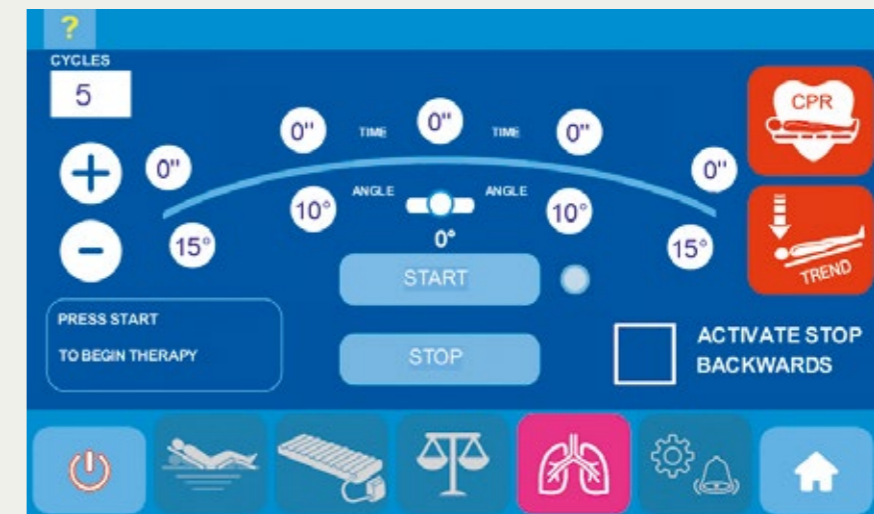 ?
CYCLES
5
CPR
0" TIME 0" TIME 0"
+
0" 0"
10° ANGLE ANGLE 10°
0°
15° 15°
-
START
TREND
PRESS START
TO BEGIN THERAPY
STOP
ACTIVATE STOP
BACKWARDS